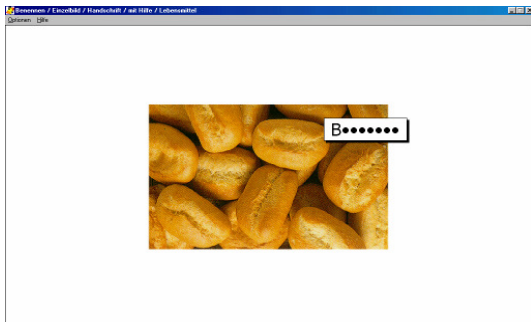 Benennen / Einzelbild / Handschrift / mit Hilfe / Lebensmittel
Optionen Hilfe
B•••••••